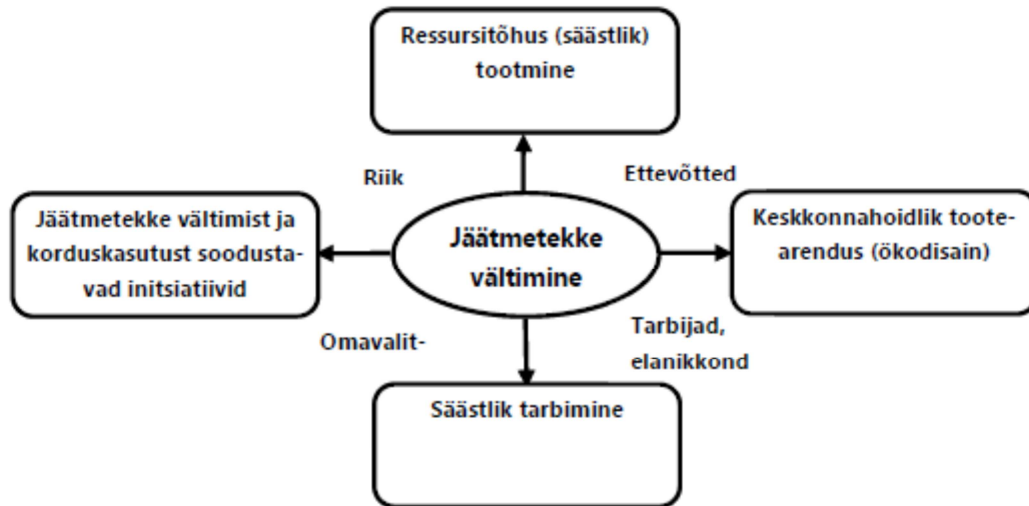 Ressursitõhus (säästlik)
tootmine
Riik
Ettevõtted
Jäätmetekke vältimist ja
korduskasutust soodusta-
vad initsiatiivid
Jäätmetekke
vältimine
Keskkonnahoidlik toote-
arendus (ökodisain)
Omavalit-
Tarbijad,
elanikkond
Säästlik tarbimine